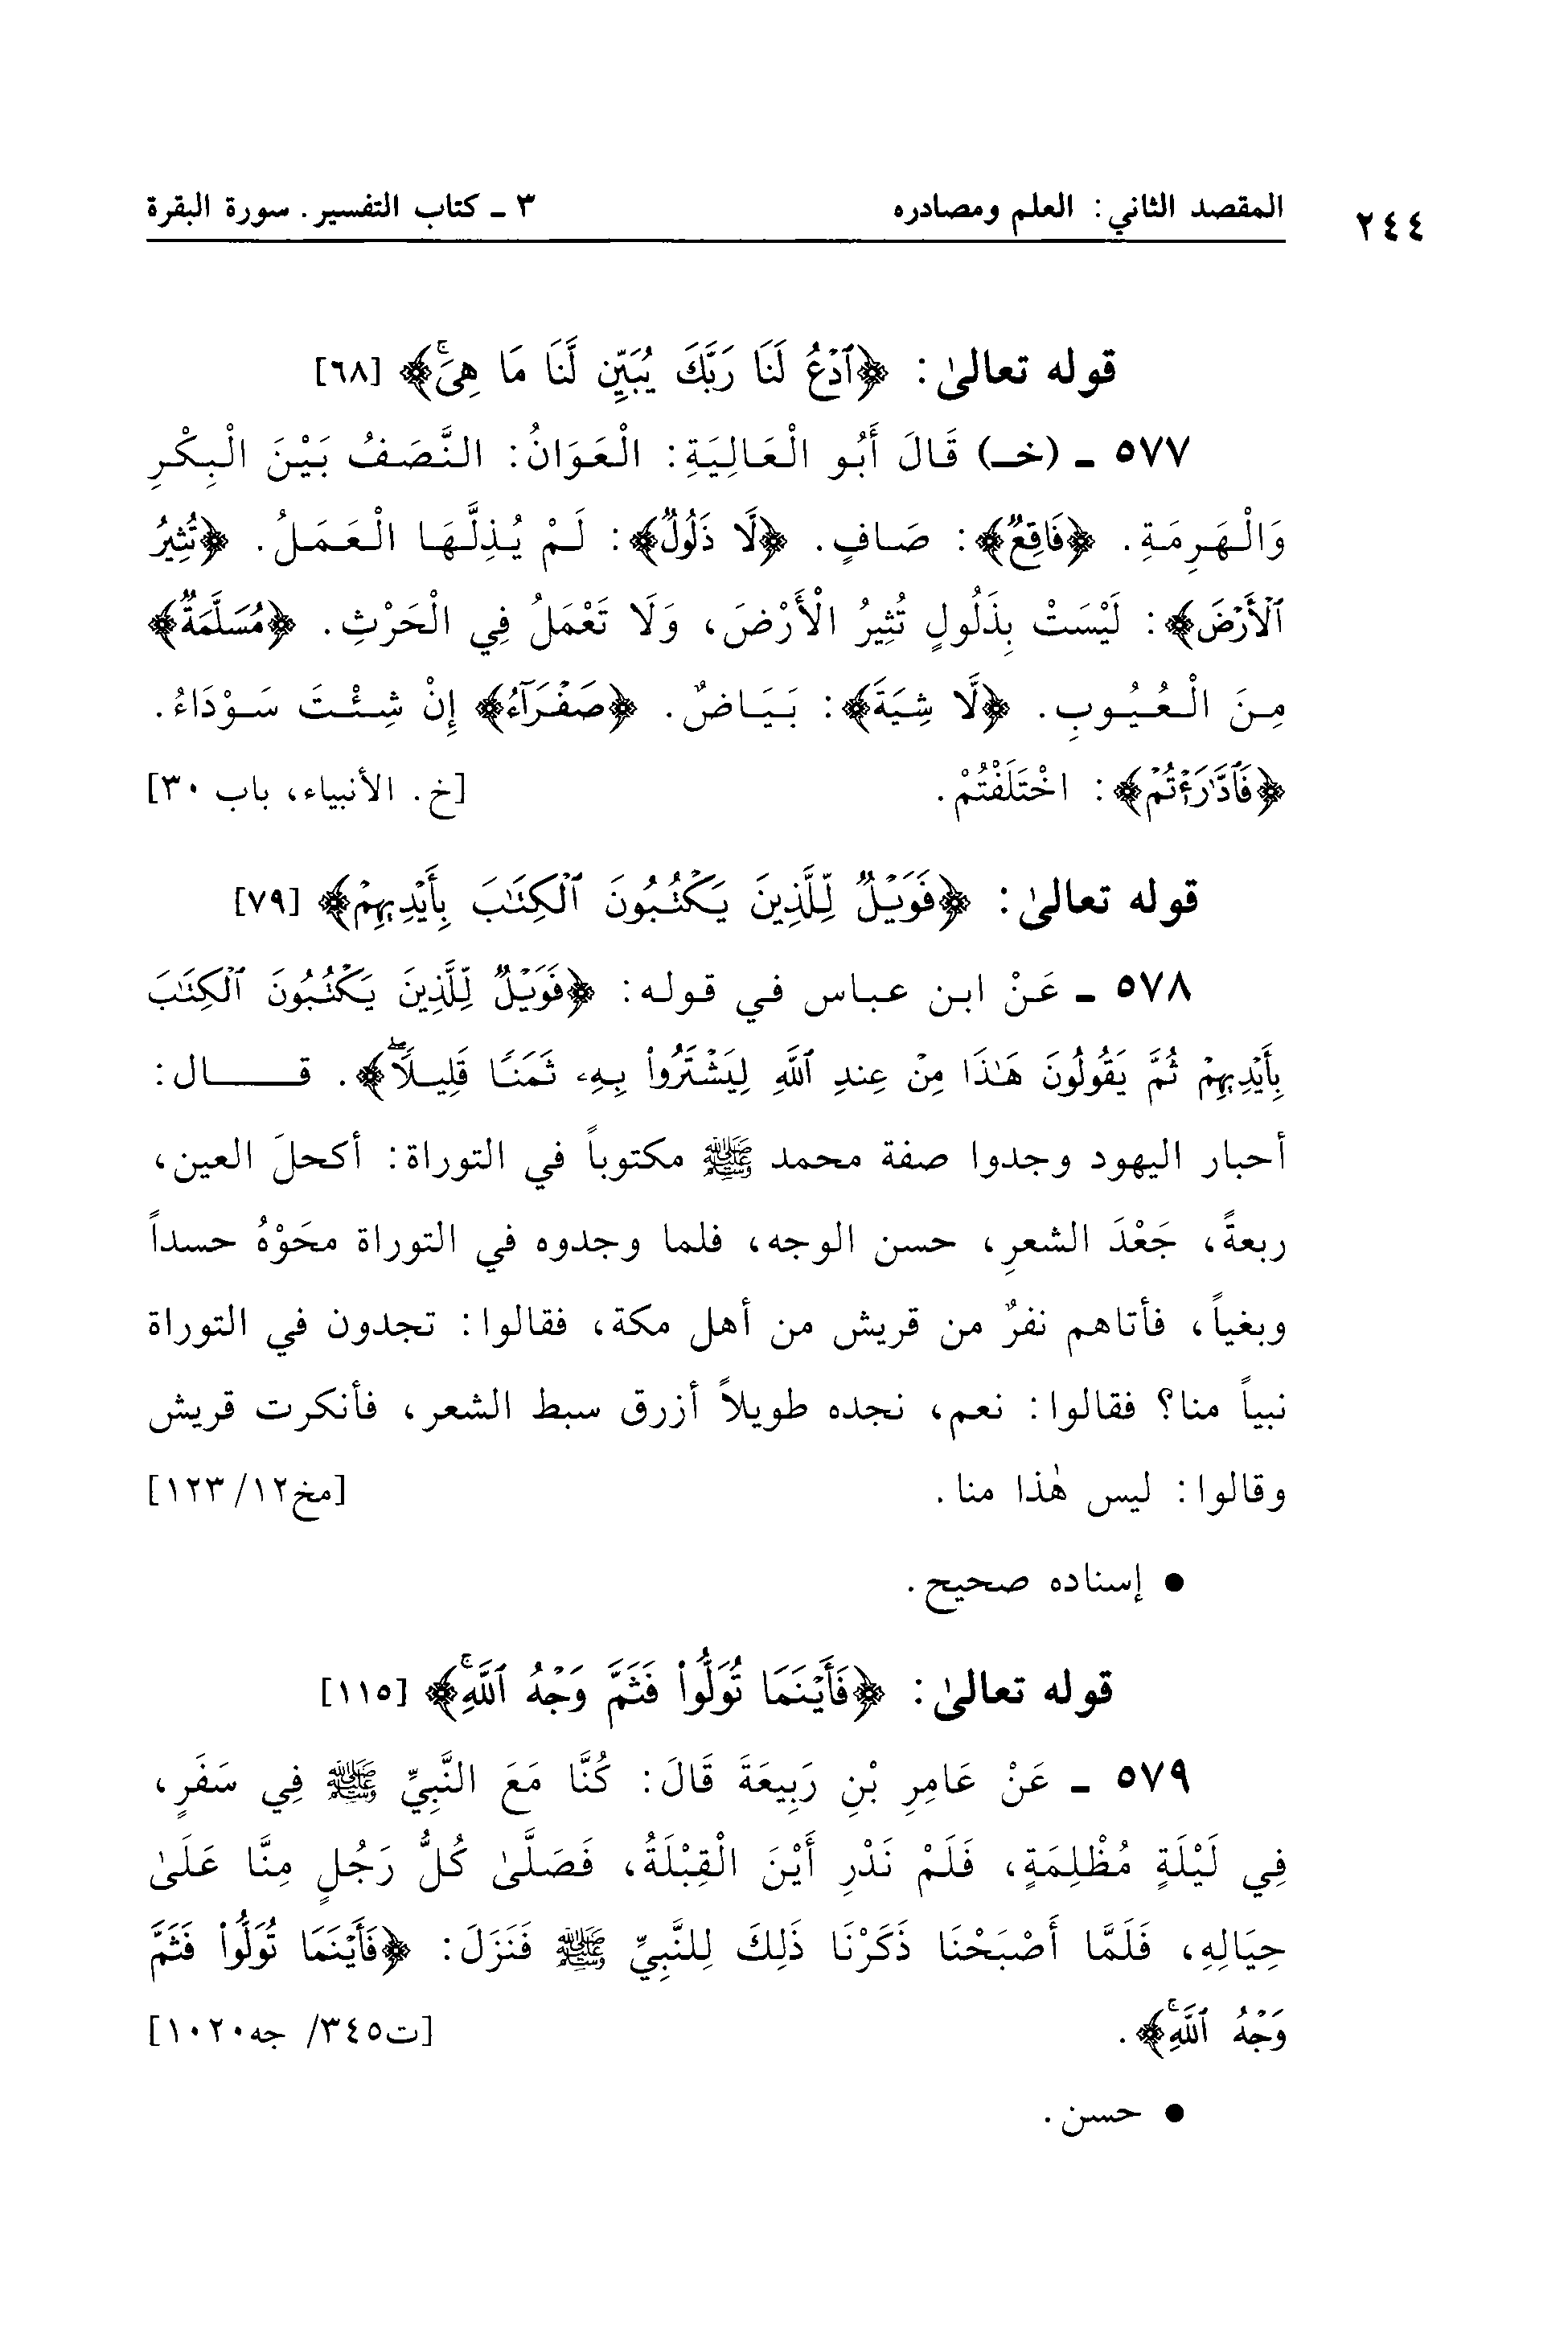 ٢٤٤ المقصد الثاني: العلم ومصادره ٣ ـ كتاب التفسير. سورة البقرة
قوله تعالىٰ: ﴿ٱدْعُ لَنَا رَبَّكَ يُبَيِّن لَّنَا مَا هِىَۚ﴾ [٦٨]
٥٧٧ ـ (خـ) قَالَ أَبُو الْعَالِيَةِ: الْعَوَانُ: النَّصَفُ بَيْنَ الْبِكْرِ
وَالْهَرِمَةِ. ﴿فَاقِعٌ﴾: صَافٍ. ﴿لَّا ذَلُولٌ﴾: لَمْ يُذِلَّهَا الْعَمَلُ. ﴿تُثِيرُ
ٱلْأَرْضَ﴾: لَيْسَتْ بِذَلُولٍ تُثِيرُ الْأَرْضَ، وَلَا تَعْمَلُ فِي الْحَرْثِ. ﴿مُسَلَّمَةٌ﴾
مِنَ الْعُيُوبِ. ﴿لَّا شِيَةَ﴾: بَيَاضٌ. ﴿صَفْرَآءُ﴾ إِنْ شِئْتَ سَوْدَاءُ.
﴿فَٱدَّٰرَٰٔتُمْ﴾: اخْتَلَفْتُمْ. [خ. الأنبياء، باب ٣٠]
قوله تعالىٰ: ﴿فَوَيْلٌ لِّلَّذِينَ يَكْتُبُونَ ٱلْكِتَٰبَ بِأَيْدِيهِمْ﴾ [٧٩]
٥٧٨ ـ عَنْ ابن عباس في قوله: ﴿فَوَيْلٌ لِّلَّذِينَ يَكْتُبُونَ ٱلْكِتَٰبَ
بِأَيْدِيهِمْ ثُمَّ يَقُولُونَ هَٰذَا مِنْ عِندِ ٱللَّهِ لِيَشْتَرُوا۟ بِهِۦ ثَمَنًا قَلِيلًاۖ﴾. قـــال:
أحبار اليهود وجدوا صفة محمد ﷺ مكتوباً في التوراة: أكحلَ العين،
ربعةً، جَعْدَ الشعرِ، حسن الوجه، فلما وجدوه في التوراة محَوْهُ حسداً
وبغياً، فأتاهم نفرٌ من قريش من أهل مكة، فقالوا: تجدون في التوراة
نبياً منا؟ فقالوا: نعم، نجده طويلاً أزرق سبط الشعر، فأنكرت قريش
وقالوا: ليس هٰذا منا. [مخ١٢/ ١٢٣]
● إسناده صحيح.
قوله تعالىٰ: ﴿فَأَيْنَمَا تُوَلُّوا۟ فَثَمَّ وَجْهُ ٱللَّهِۚ﴾ [١١٥]
٥٧٩ ـ عَنْ عَامِرِ بْنِ رَبِيعَةَ قَالَ: كُنَّا مَعَ النَّبِيِّ ﷺ فِي سَفَرٍ،
فِي لَيْلَةٍ مُظْلِمَةٍ، فَلَمْ نَدْرِ أَيْنَ الْقِبْلَةُ، فَصَلَّىٰ كُلُّ رَجُلٍ مِنَّا عَلَىٰ
حِيَالِهِ، فَلَمَّا أَصْبَحْنَا ذَكَرْنَا ذَلِكَ لِلنَّبِيِّ ﷺ فَنَزَلَ: ﴿فَأَيْنَمَا تُوَلُّوا۟ فَثَمَّ
وَجْهُ ٱللَّهِۚ﴾. [ت٣٤٥/ جه١٠٢٠]
● حسن.